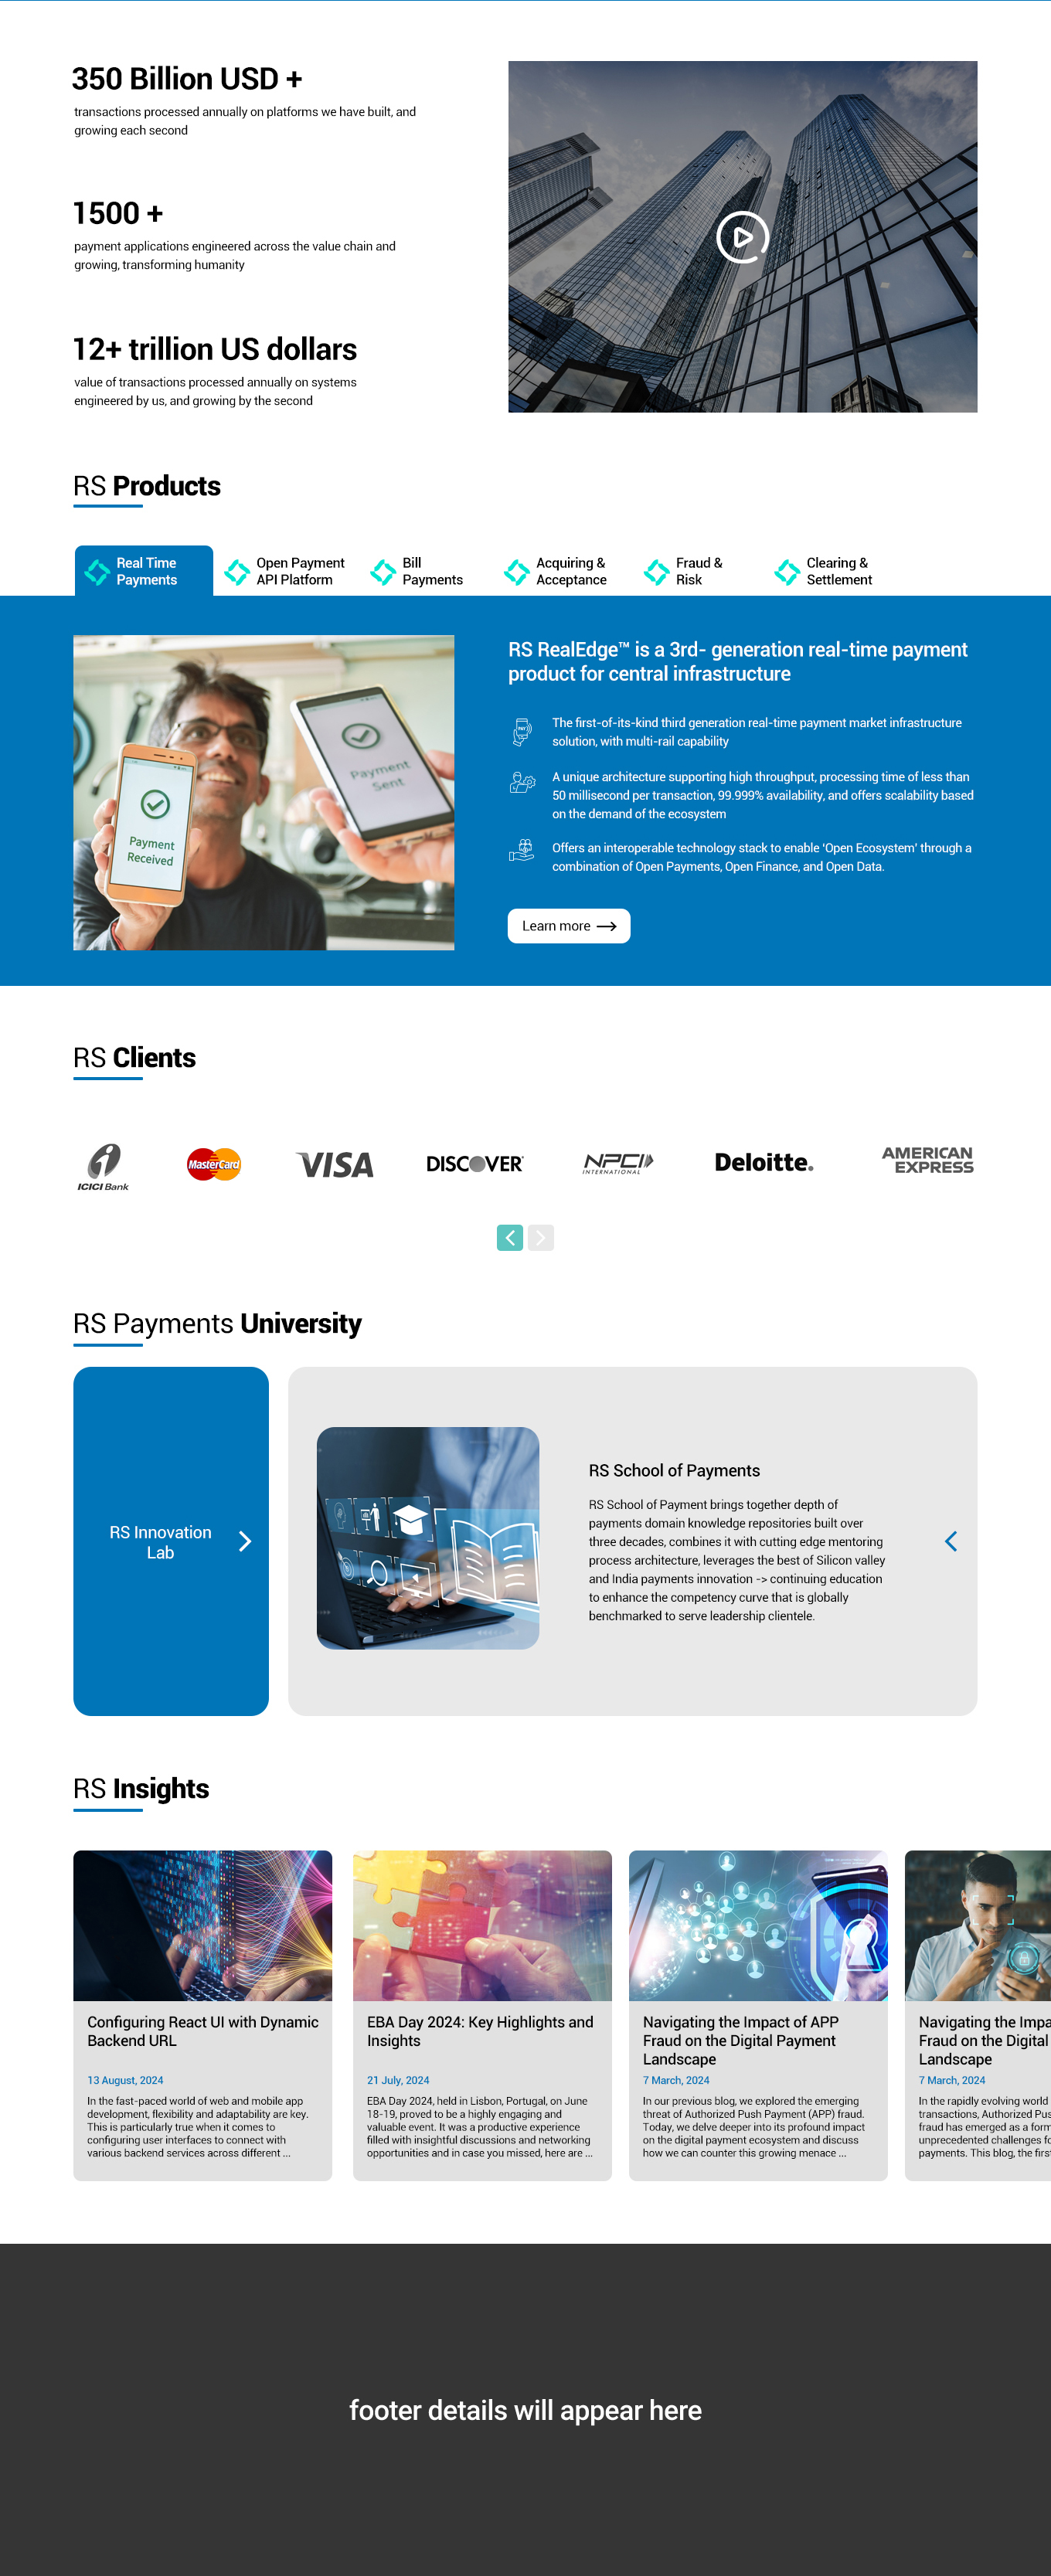 350 Billion USD +
transactions processed annually on platforms we have built, and
growing each second
1500 +
payment applications engineered across the value chain and
growing, transforming humanity
12+ trillion US dollars
value of transactions processed annually on systems
engineered by us, and growing by the second
RS Products
Real Time
Payments
Open Payment
API Platform
Bill
Payments
Acquiring &
Acceptance
Fraud &
Risk
Clearing &
Settlement
Payment
Received
Payment
Sent
RS RealEdge™ is a 3rd- generation real-time payment
product for central infrastructure
The first-of-its-kind third generation real-time payment market infrastructure
solution, with multi-rail capability
A unique architecture supporting high throughput, processing time of less than
50 millisecond per transaction, 99.999% availability, and offers scalability based
on the demand of the ecosystem
Offers an interoperable technology stack to enable ‘Open Ecosystem’ through a
combination of Open Payments, Open Finance, and Open Data.
Learn more
RS Clients
ICICI Bank
MasterCard
VISA
DISCOVER
NPCI
INTERNATIONAL
Deloitte.
AMERICAN
EXPRESS
RS Payments University
RS Innovation
Lab
RS School of Payments
RS School of Payment brings together depth of
payments domain knowledge repositories built over
three decades, combines it with cutting edge mentoring
process architecture, leverages the best of Silicon valley
and India payments innovation -> continuing education
to enhance the competency curve that is globally
benchmarked to serve leadership clientele.
RS Insights
Configuring React UI with Dynamic
Backend URL
13 August, 2024
In the fast-paced world of web and mobile app
development, flexibility and adaptability are key.
This is particularly true when it comes to
configuring user interfaces to connect with
various backend services across different ...
EBA Day 2024: Key Highlights and
Insights
21 July, 2024
EBA Day 2024, held in Lisbon, Portugal, on June
18-19, proved to be a highly engaging and
valuable event. It was a productive experience
filled with insightful discussions and networking
opportunities and in case you missed, here are ...
Navigating the Impact of APP
Fraud on the Digital Payment
Landscape
7 March, 2024
In our previous blog, we explored the emerging
threat of Authorized Push Payment (APP) fraud.
Today, we delve deeper into its profound impact
on the digital payment ecosystem and discuss
how we can counter this growing menace ...
Navigating the Impa
Fraud on the Digital
Landscape
7 March, 2024
In the rapidly evolving world
transactions, Authorized Pus
fraud has emerged as a form
unprecedented challenges fo
payments. This blog, the firs
footer details will appear here